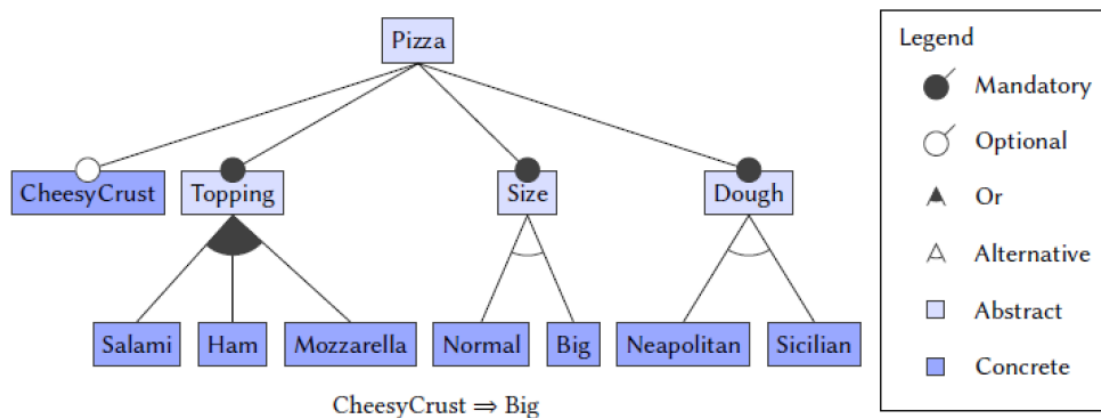 Pizza
CheesyCrust Topping Size Dough
Salami Ham Mozzarella Normal Big Neapolitan Sicilian
CheesyCrust ⇒ Big
Legend
Mandatory
Optional
Or
Alternative
Abstract
Concrete